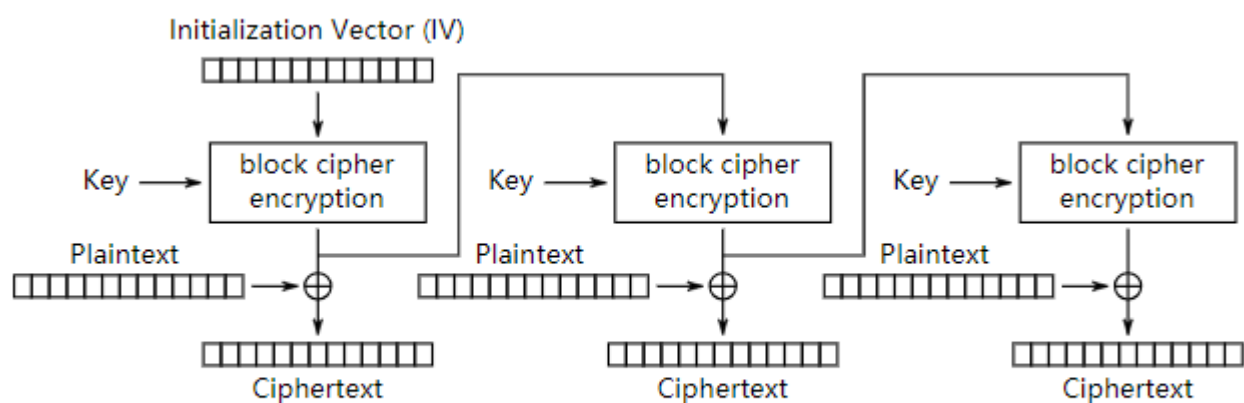 Initialization Vector (IV)
Key
block cipher
encryption
Key
block cipher
encryption
Key
block cipher
encryption
Plaintext
Plaintext
Plaintext
Ciphertext
Ciphertext
Ciphertext